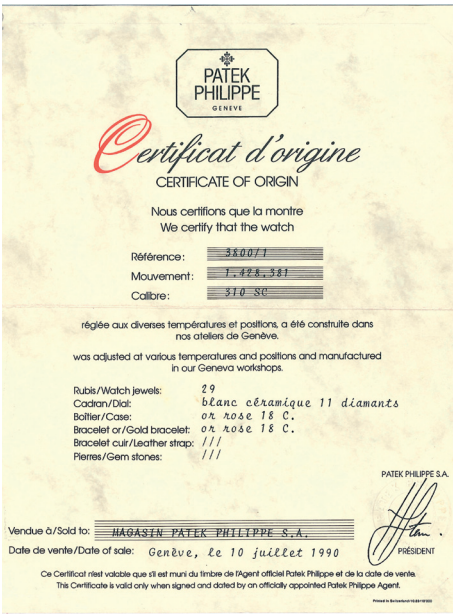 PATEK
PHILIPPE
GENEVE
Certificat d'origine
CERTIFICATE OF ORIGIN
Nous certifions que la montre
We certify that the watch
Référence: 3800/1
Mouvement: 1.428.381
Calibre: 310 SC
réglée aux diverses températures et positions, a été construite dans
nos ateliers de Genève.
was adjusted at various temperatures and positions and manufactured
in our Geneva workshops.
Rubis/Watch jewels: 29
Cadran/Dial: blanc céramique 11 diamants
Boîtier/Case: or rose 18 C.
Bracelet or/Gold bracelet: or rose 18 C.
Bracelet cuir/Leather strap: ///
Pierres/Gem stones: ///
PATEK PHILIPPE S.A.
Vendue à/Sold to: MAGASIN PATEK PHILIPPE S.A.
Date de vente/Date of sale: Genève, le 10 juillet 1990
PRÉSIDENT
Ce Certificat n'est valable que s'il est muni du timbre de l'Agent officiel Patek Philippe et de la date de vente.
This Certificate is valid only when signed and dated by an officially appointed Patek Philippe Agent.
Printed in Switzerland